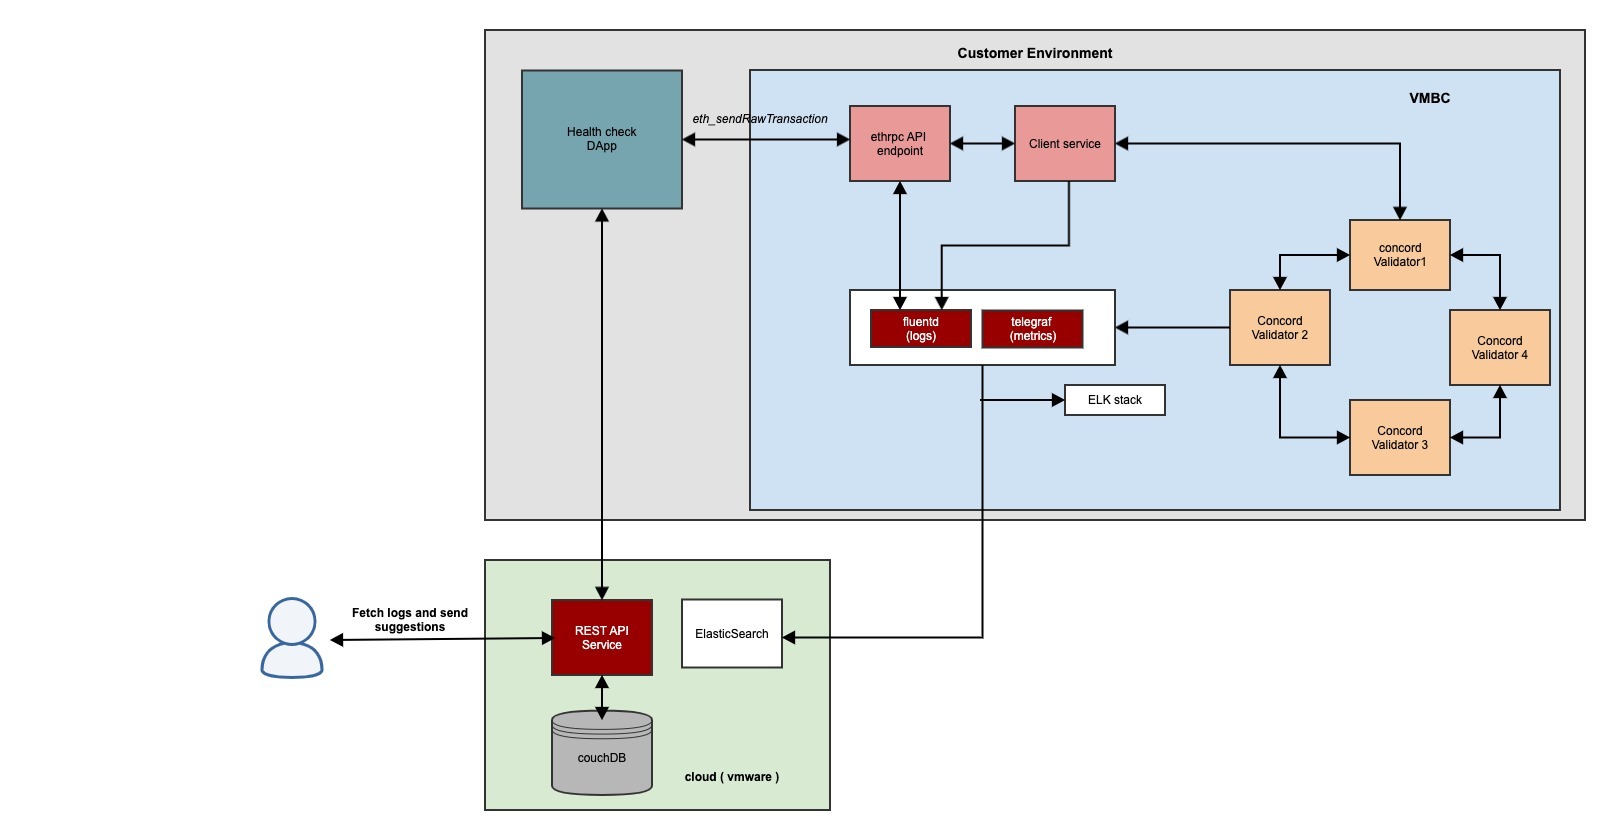 Customer Environment
VMBC
Health check
DApp
eth_sendRawTransaction
ethrpc API
endpoint
Client service
concord
Validator1
Concord
Validator 2
Concord
Validator 4
Concord
Validator 3
fluentd
(logs)
telegraf
(metrics)
ELK stack
Fetch logs and send
suggestions
REST API
Service
ElasticSearch
couchDB
cloud ( vmware )